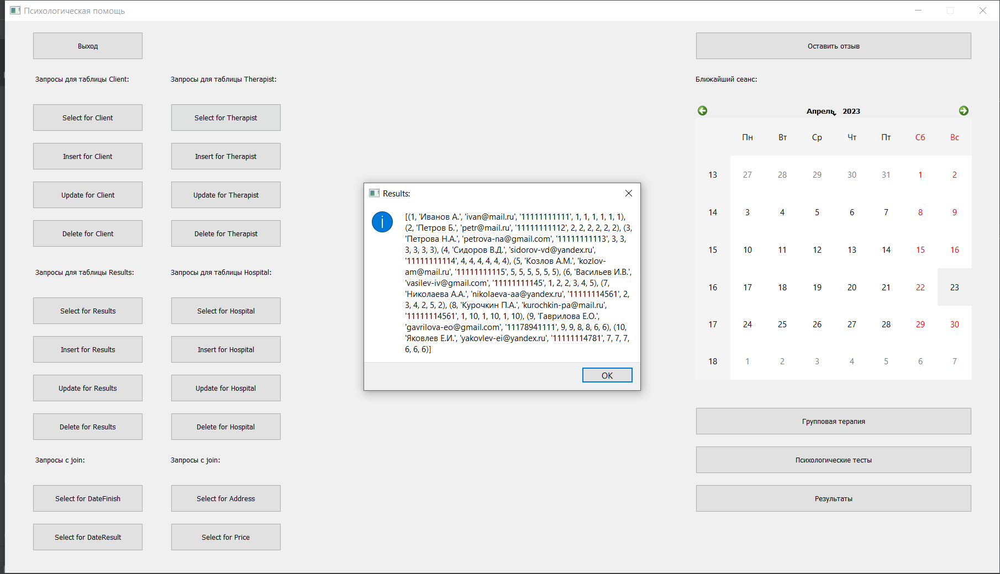 Психологическая помощь
Выход
Оставить отзыв
Запросы для таблицы Client:
Запросы для таблицы Therapist:
Ближайший сеанс:
Select for Client
Select for Therapist
Insert for Client
Insert for Therapist
Update for Client
Update for Therapist
Delete for Client
Delete for Therapist
Запросы для таблицы Results:
Запросы для таблицы Hospital:
Select for Results
Select for Hospital
Insert for Results
Insert for Hospital
Update for Results
Update for Hospital
Delete for Results
Delete for Hospital
Запросы с join:
Запросы с join:
Select for DateFinish
Select for Address
Select for DateResult
Select for Price
Results:
[(1, 'Иванов А.', 'ivan@mail.ru', '11111111111', 1, 1, 1, 1, 1, 1),
(2, 'Петров Б.', 'petr@mail.ru', '11111111112', 2, 2, 2, 2, 2, 2), (3,
'Петрова Н.А.', 'petrova-na@gmail.com', '11111111113', 3, 3,
3, 3, 3, 3), (4, 'Сидоров В.Д.', 'sidorov-vd@yandex.ru',
'11111111114', 4, 4, 4, 4, 4, 4), (5, 'Козлов А.М.', 'kozlov-
am@mail.ru', '11111111115', 5, 5, 5, 5, 5, 5), (6, 'Васильев И.В.',
'vasilev-iv@gmail.com', '11111111145', 1, 2, 2, 3, 4, 5), (7,
'Николаева А.А.', 'nikolaeva-aa@yandex.ru', '11111114561', 2,
3, 4, 2, 5, 2), (8, 'Курочкин П.А.', 'kurochkin-pa@mail.ru',
'11111114561', 1, 10, 1, 10, 1, 10), (9, 'Гаврилова Е.О.',
'gavrilova-eo@gmail.com', '11178941111', 9, 9, 8, 8, 6, 6), (10,
'Яковлев Е.И.', 'yakovlev-ei@yandex.ru', '11111114781', 7, 7, 7,
6, 6, 6)]
OK
Апрель 2023
Пн Вт Ср Чт Пт Сб Вс
13 27 28 29 30 31 1 2
14 3 4 5 6 7 8 9
15 10 11 12 13 14 15 16
16 17 18 19 20 21 22 23
17 24 25 26 27 28 29 30
18 1 2 3 4 5 6 7
Групповая терапия
Психологические тесты
Результаты